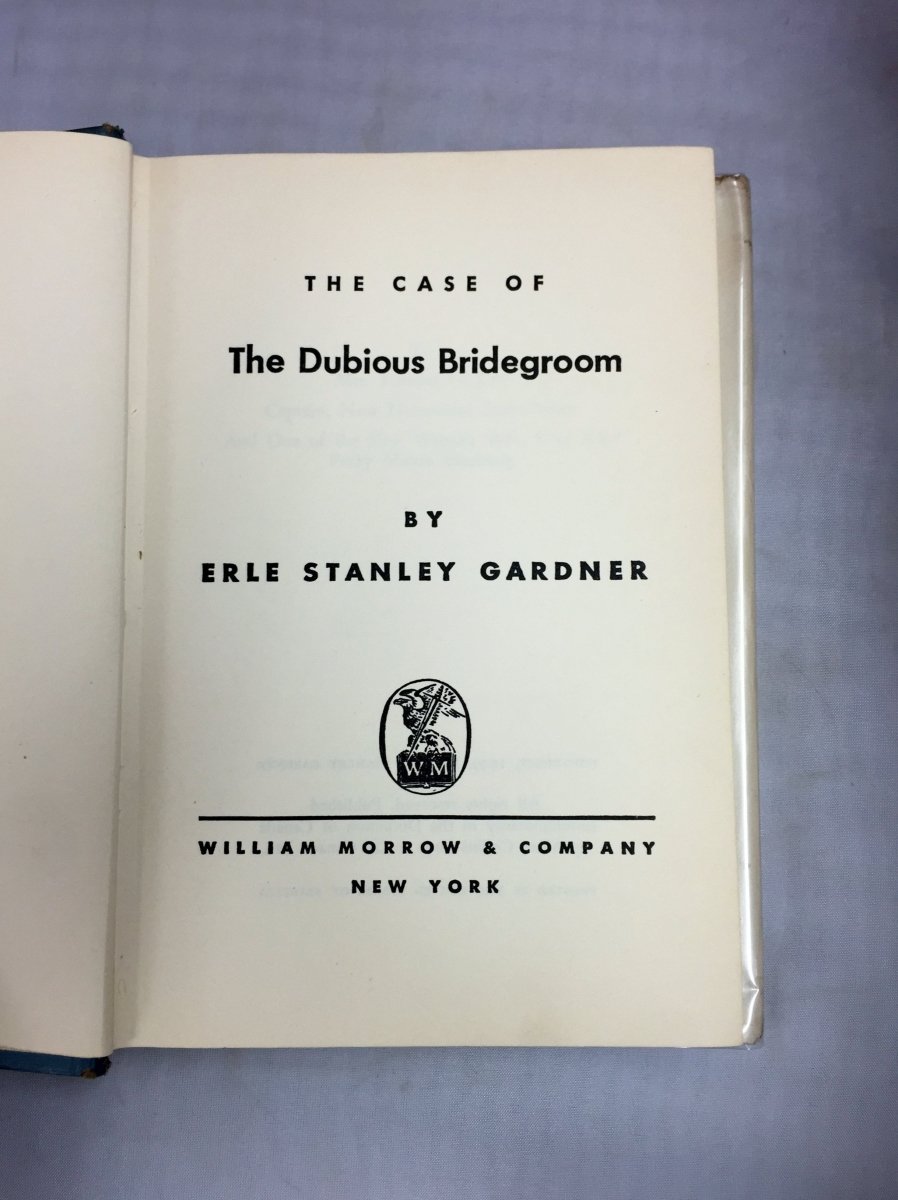 THE CASE OF
The Dubious Bridegroom
BY
ERLE STANLEY GARDNER
WM
WILLIAM MORROW & COMPANY
NEW YORK